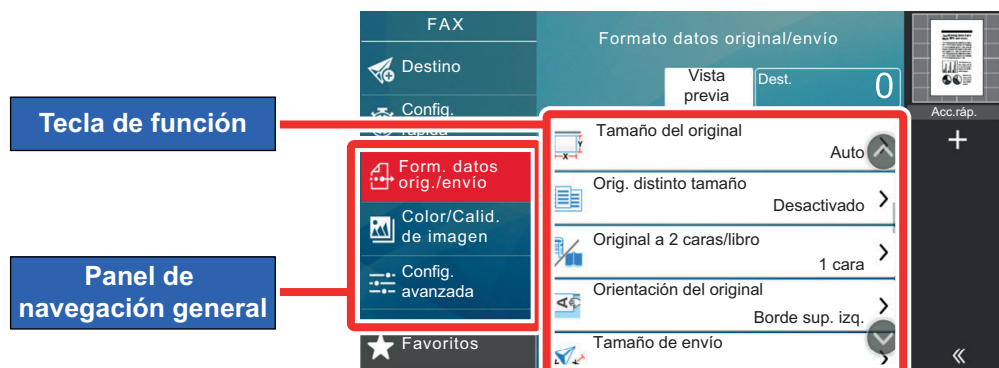 Tecla de función
Panel de
navegación general
FAX
Destino
Config.
rápida
Form. datos
orig./envío
Color/Calid.
de imagen
Config.
avanzada
Favoritos
Formato datos original/envío
Vista
previa
Dest.
0
Tamaño del original
Auto
Orig. distinto tamaño
Desactivado
Original a 2 caras/libro
1 cara
Orientación del original
Borde sup. izq.
Tamaño de envío
Acc.ráp.